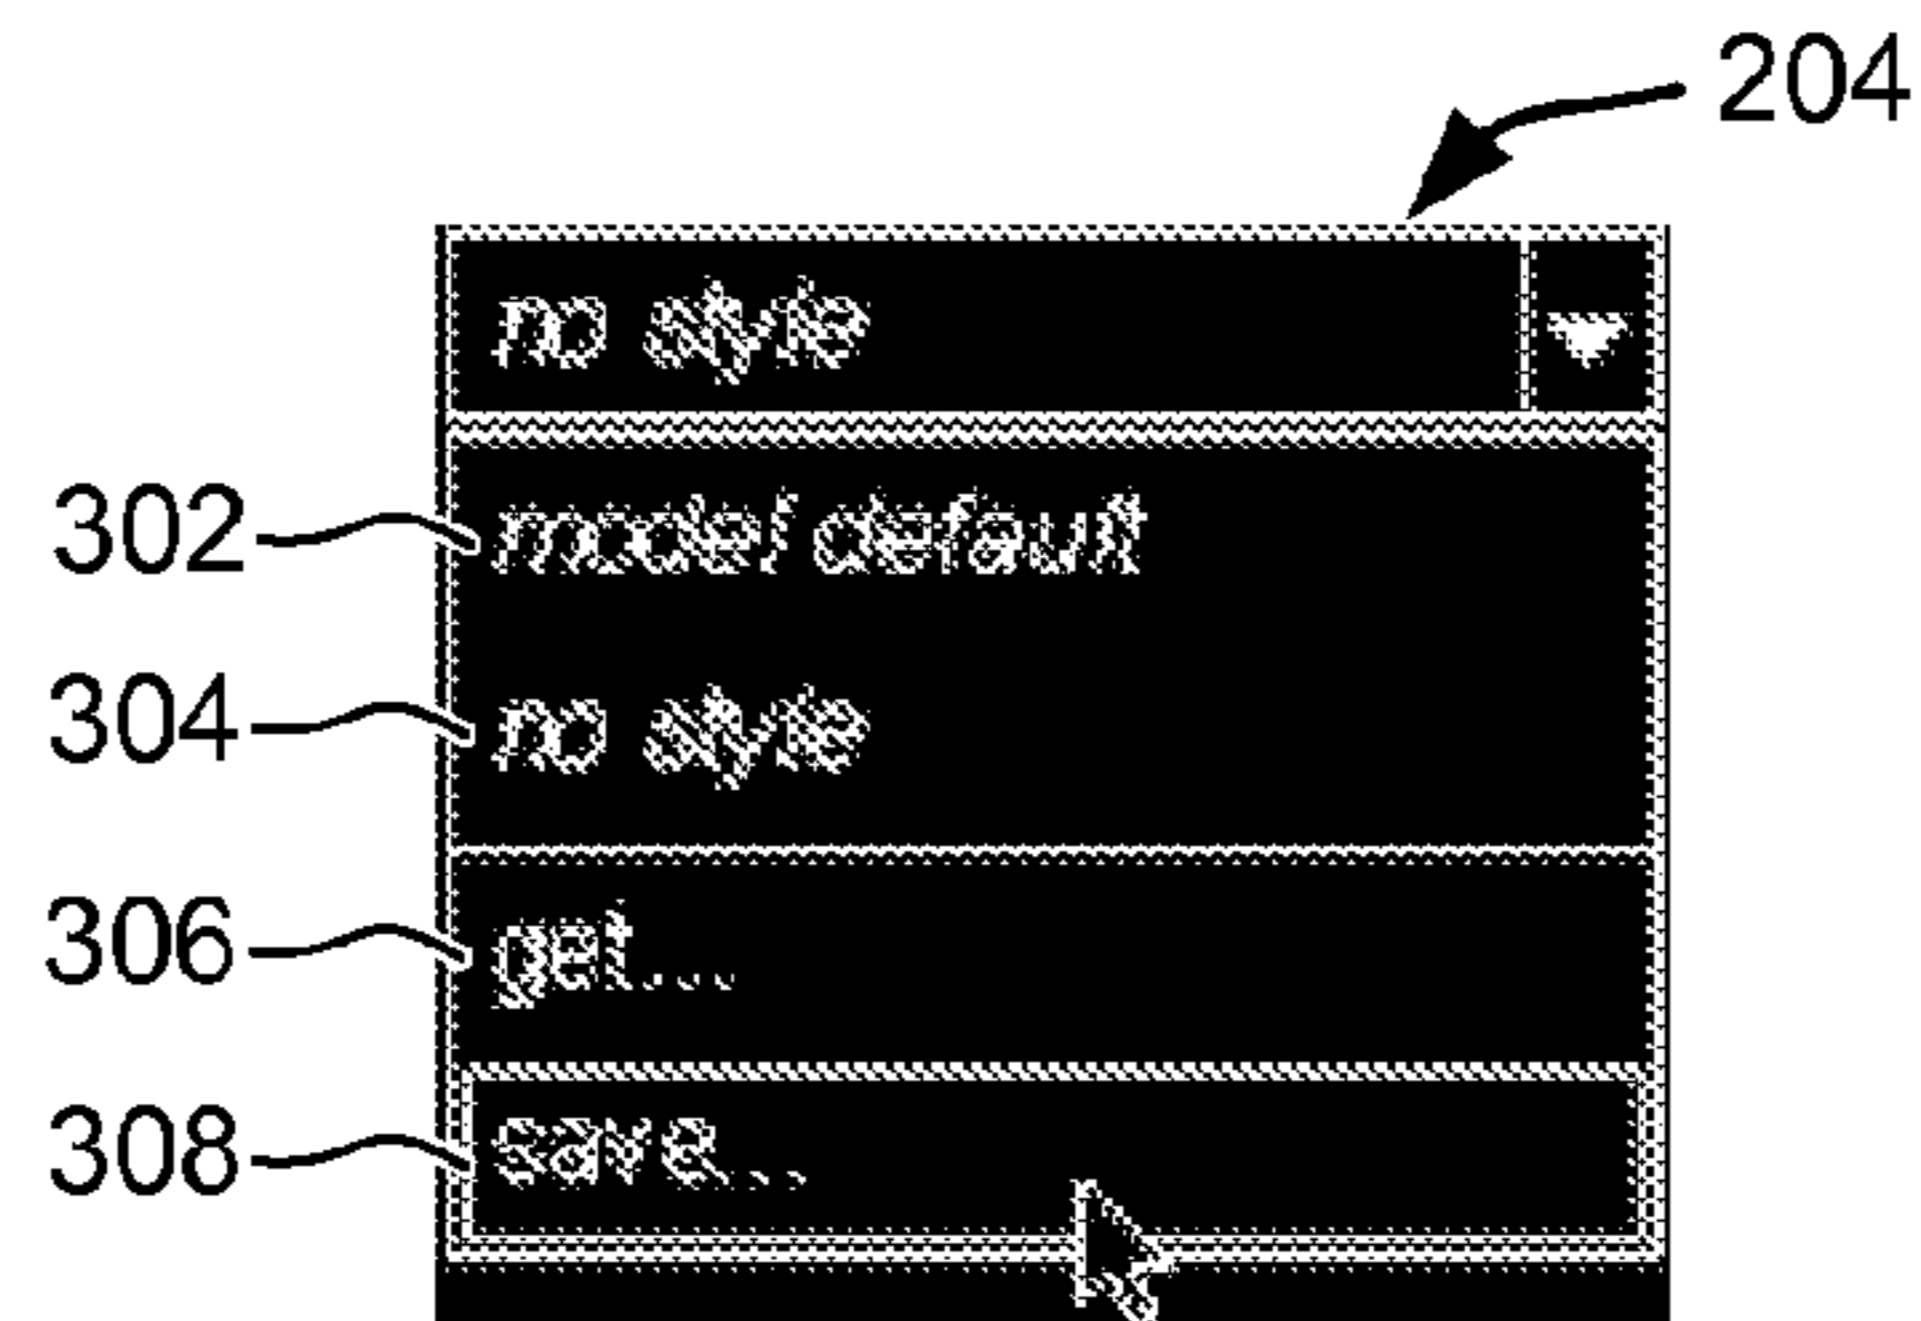 204
no style
302 model default
304 no style
306 get...
308 save...